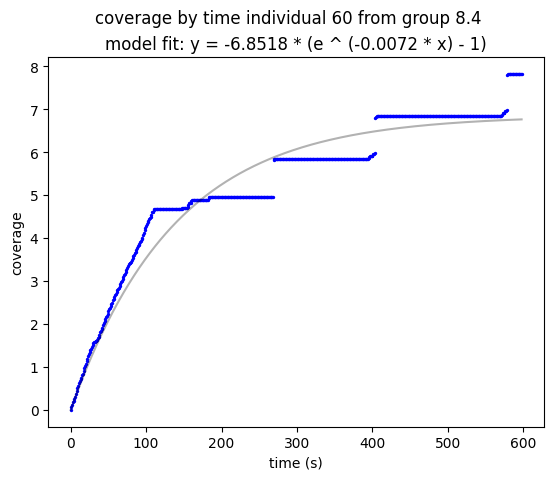 coverage by time individual 60 from group 8.4
model fit: y = -6.8518 * (e ^ (-0.0072 * x) - 1)
8
7
6
5
4
3
2
1
0
coverage
0 100 200 300 400 500 600
time (s)